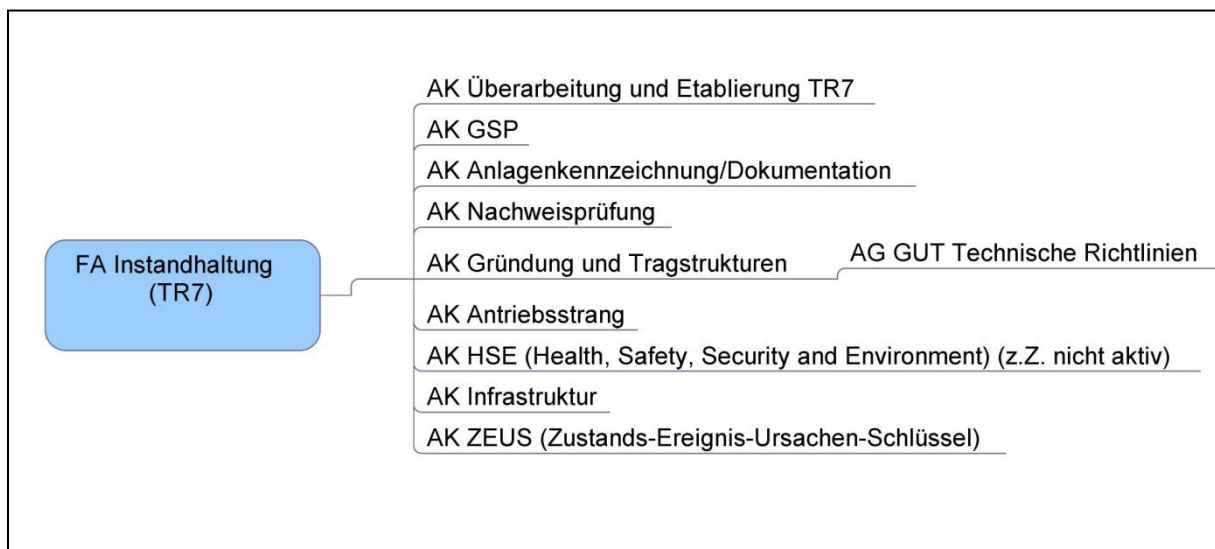 FA Instandhaltung
(TR7)
AK Überarbeitung und Etablierung TR7
AK GSP
AK Anlagenkennzeichnung/Dokumentation
AK Nachweisprüfung
AK Gründung und Tragstrukturen
AG GUT Technische Richtlinien
AK Antriebsstrang
AK HSE (Health, Safety, Security and Environment) (z.Z. nicht aktiv)
AK Infrastruktur
AK ZEUS (Zustands-Ereignis-Ursachen-Schlüssel)